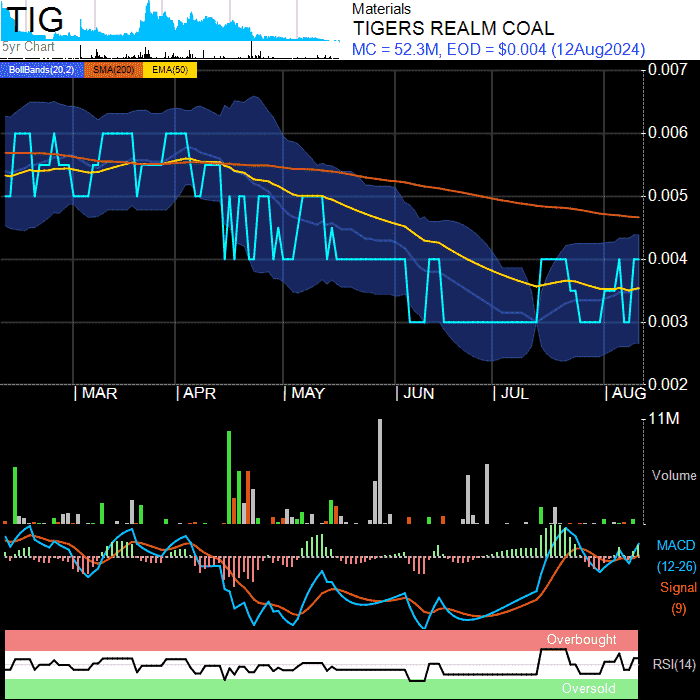 TIG
5yr Chart
Materials
TIGERS REALM COAL
MC = 52.3M, EOD = $0.004 (12Aug2024)
BollBands(20,2) SMA(200) EMA(50)
0.007
0.006
0.005
0.004
0.003
0.002
MAR APR MAY JUN JUL AUG
11M
Volume
MACD
(12-26)
Signal
(9)
Overbought
RSI(14)
Oversold